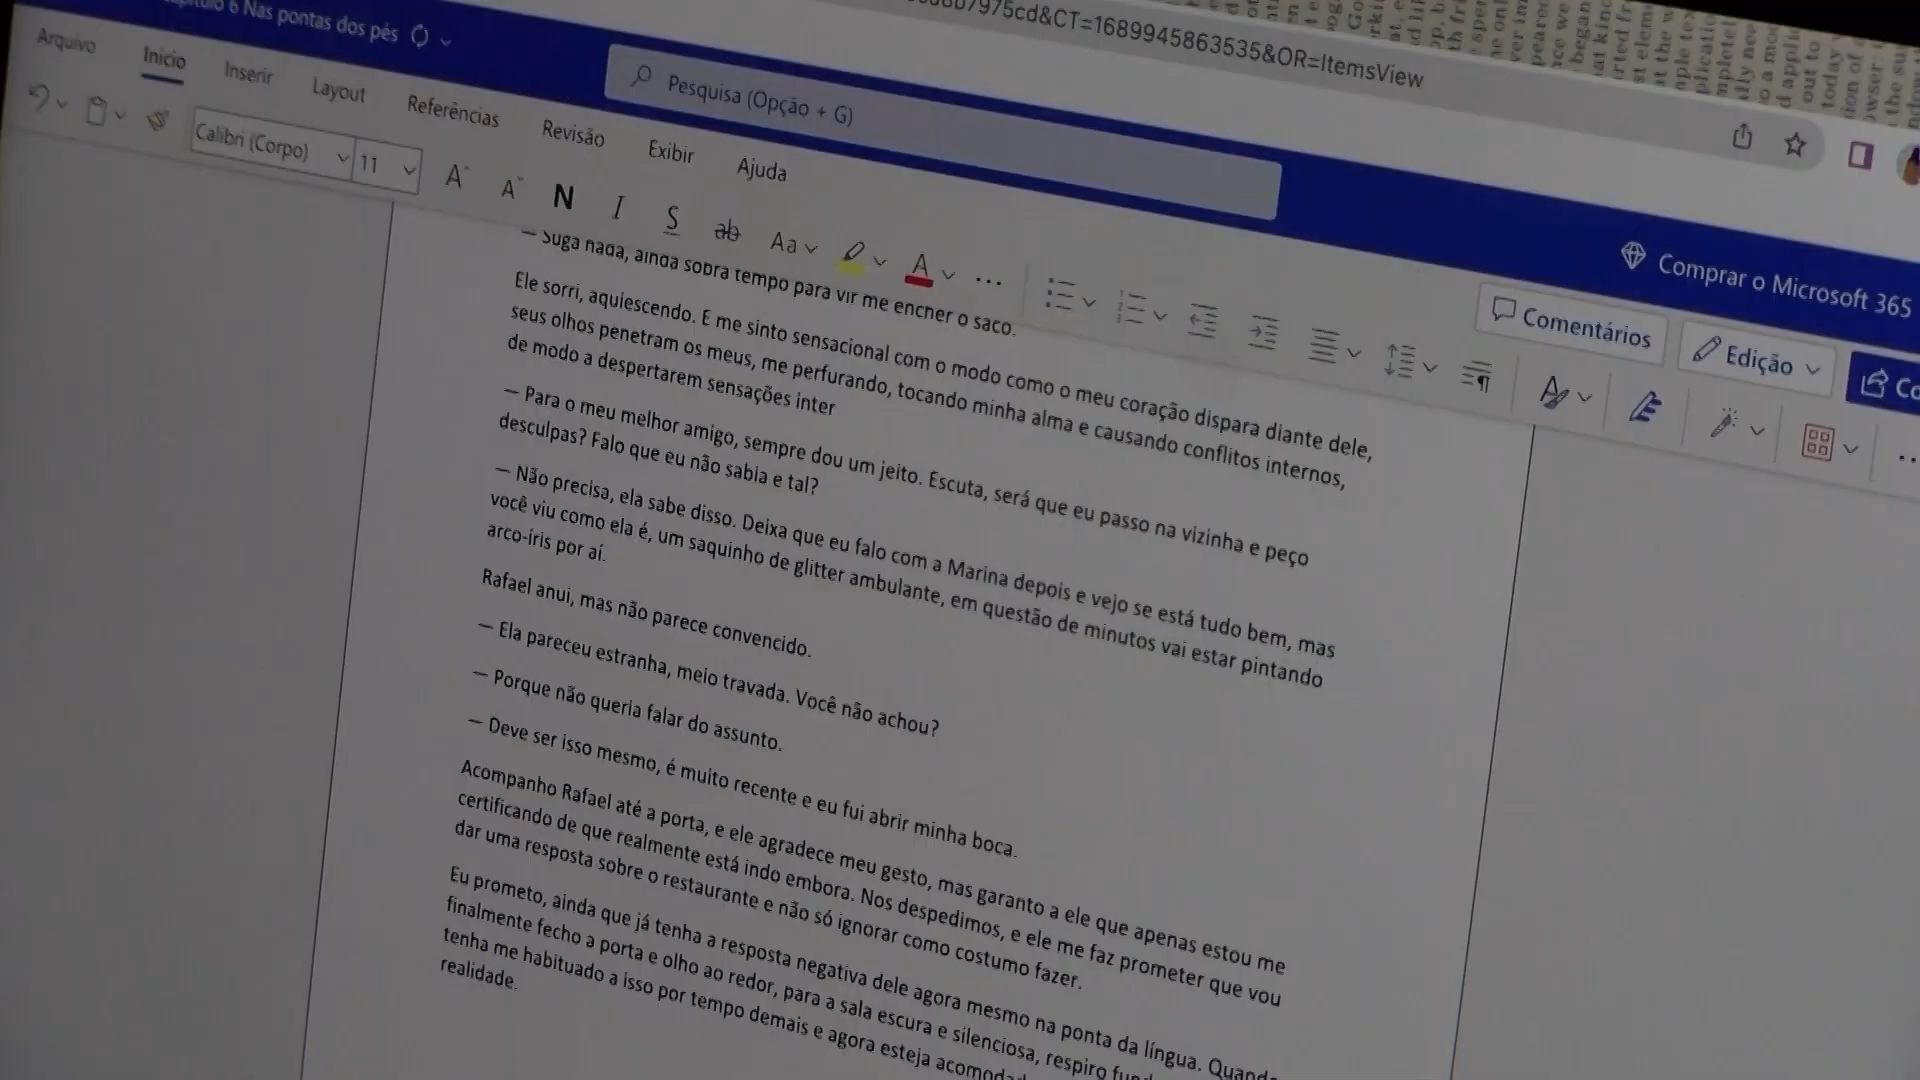 6 Nas pontas dos pés
7975cd&CT=1689945863535&OR=ItemsView
Arquivo
Início
Inserir
Layout
Referências
Revisão
Exibir
Ajuda
Pesquisa (Opção + G)
Comprar o Microsoft 365
Calibri (Corpo)
11
A
A
N
I
S
ab
Aa
A
...
Comentários
Edição
— Suga nada, ainda sobra tempo para vir me encher o saco.
Ele sorri, aquiescendo. E me sinto sensacional com o modo como o meu coração dispara diante dele,
seus olhos penetram os meus, me perfurando, tocando minha alma e causando conflitos internos,
de modo a despertarem sensações inter
— Para o meu melhor amigo, sempre dou um jeito. Escuta, será que eu passo na vizinha e peço
desculpas? Falo que eu não sabia e tal?
— Não precisa, ela sabe disso. Deixa que eu falo com a Marina depois e vejo se está tudo bem, mas
você viu como ela é, um saquinho de glitter ambulante, em questão de minutos vai estar pintando
arco-íris por aí.
Rafael anui, mas não parece convencido.
— Ela pareceu estranha, meio travada. Você não achou?
— Porque não queria falar do assunto.
— Deve ser isso mesmo, é muito recente e eu fui abrir minha boca.
Acompanho Rafael até a porta, e ele agradece meu gesto, mas garanto a ele que apenas estou me
certificando de que realmente está indo embora. Nos despedimos, e ele me faz prometer que vou
dar uma resposta sobre o restaurante e não só ignorar como costumo fazer.
Eu prometo, ainda que já tenha a resposta negativa dele agora mesmo na ponta da língua. Quando
finalmente fecho a porta e olho ao redor, para a sala escura e silenciosa, respiro
tenha me habituado a isso por tempo demais e agora esteja
realidade.